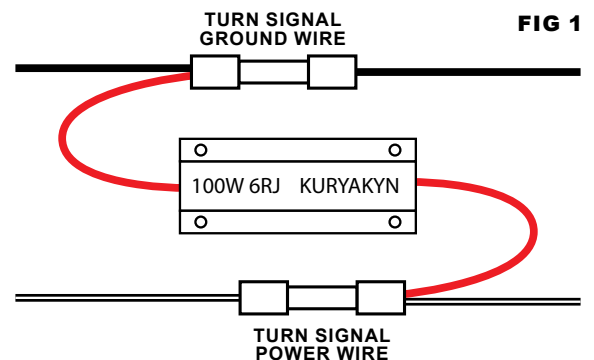 TURN SIGNAL
GROUND WIRE
FIG 1
100W 6RJ KURYAKYN
TURN SIGNAL
POWER WIRE